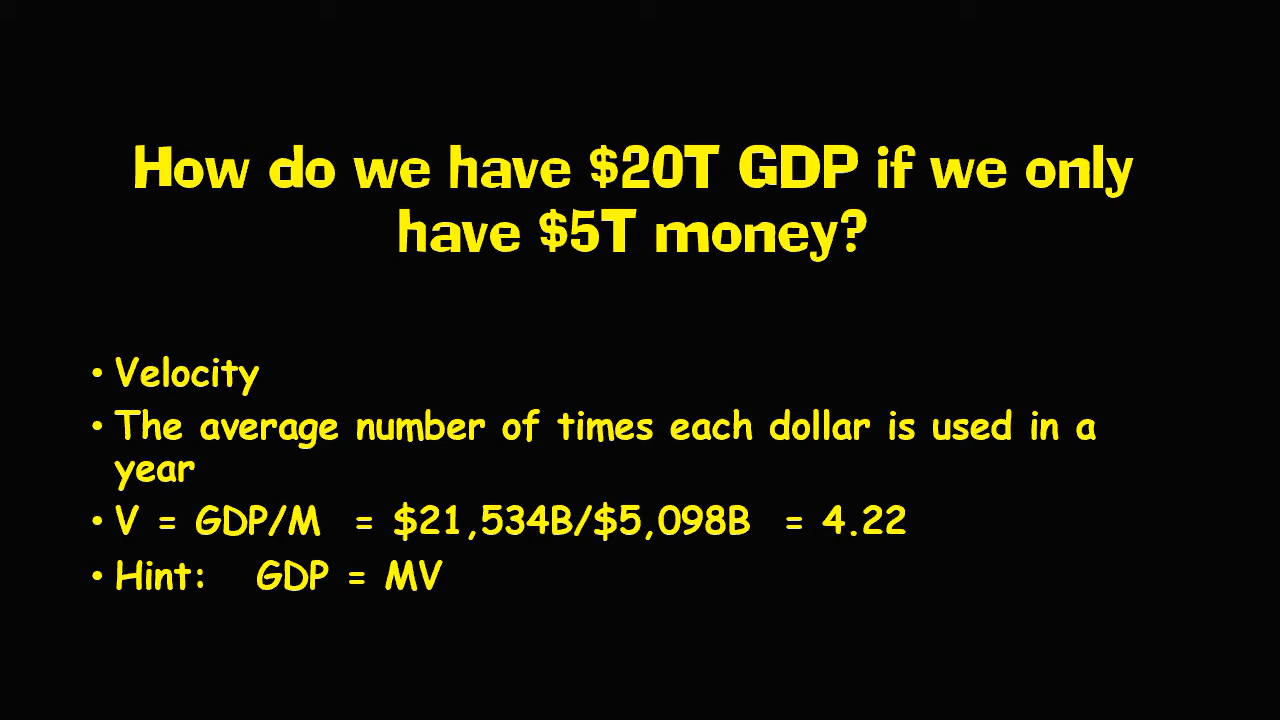 How do we have $20T GDP if we only
have $5T money?
• Velocity
• The average number of times each dollar is used in a
year
• V = GDP/M = $21,534B/$5,098B = 4.22
• Hint: GDP = MV